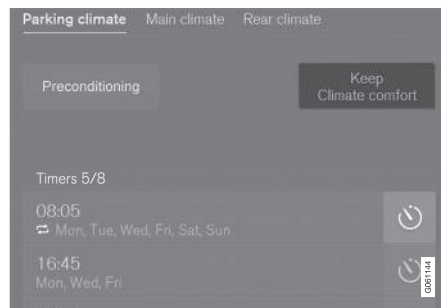 Parking climate Main climate Rear climate
Preconditioning
Keep
Climate comfort
Timers 5/8
08:05
Mon, Tue, Wed, Fri, Sat, Sun
16:45
Mon, Wed, Fri
G061144